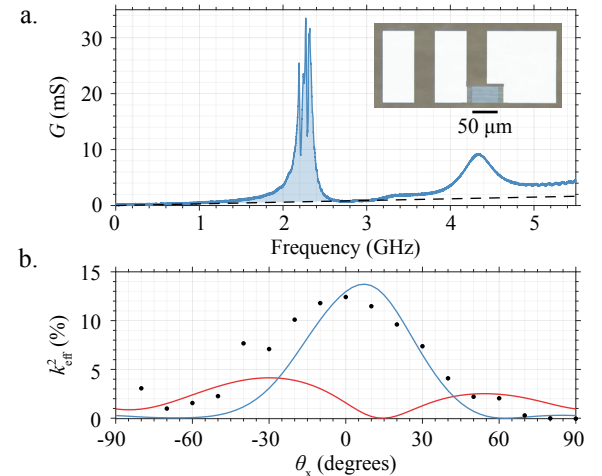 a.
30
20
10
0
G (mS)
50 μm
0 1 2 3 4 5
Frequency (GHz)
b.
15
10
5
0
k²eff (%)
-90 -60 -30 0 30 60 90
θx (degrees)